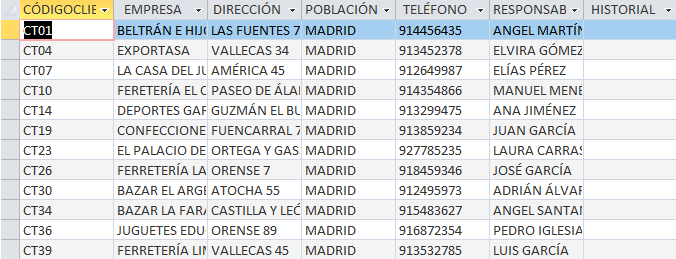 CÓDIGOCLIE EMPRESA DIRECCIÓN POBLACIÓN TELÉFONO RESPONSAB HISTORIAL
CT01 BELTRÁN E HIJO LAS FUENTES 7 MADRID 914456435 ANGEL MARTÍN
CT04 EXPORTASA VALLECAS 34 MADRID 913452378 ELVIRA GÓMEZ
CT07 LA CASA DEL JU AMÉRICA 45 MADRID 912649987 ELÍAS PÉREZ
CT10 FERETERÍA EL C PASEO DE ÁLA MADRID 914354866 MANUEL MENÉ
CT14 DEPORTES GAR GUZMÁN EL BU MADRID 913299475 ANA JIMÉNEZ
CT19 CONFECCIONE FUENCARRAL 7 MADRID 913859234 JUAN GARCÍA
CT23 EL PALACIO DE ORTEGA Y GAS MADRID 927785235 LAURA CARRAS
CT26 FERRETERÍA LA ORENSE 7 MADRID 918459346 JOSÉ GARCÍA
CT30 BAZAR EL ARGE ATOCHA 55 MADRID 912495973 ADRIÁN ÁLVAR
CT34 BAZAR LA FARA CASTILLA Y LEÓ MADRID 915483627 ANGEL SANTAN
CT36 JUGUETES EDU ORENSE 89 MADRID 916872354 PEDRO IGLESIA
CT39 FERRETERÍA LIM VALLECAS 45 MADRID 913532785 LUIS GARCÍA